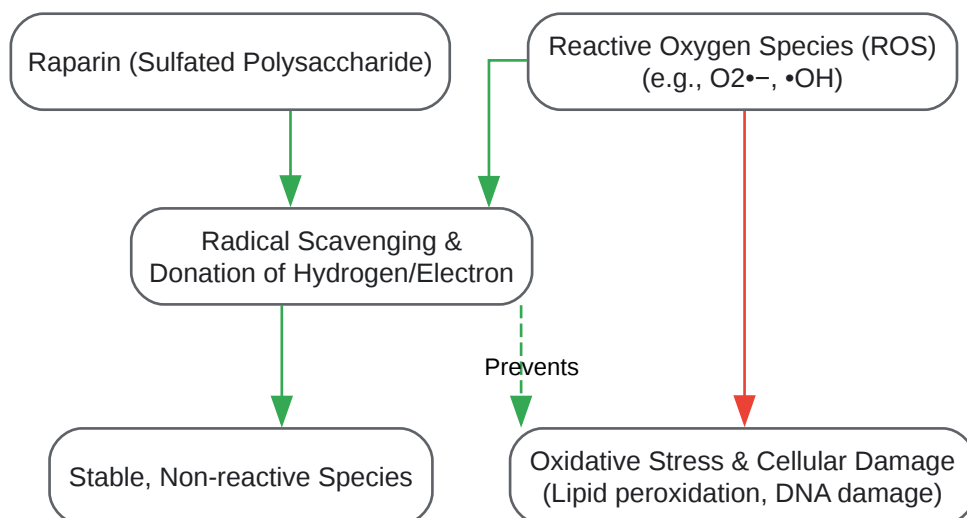 Raparin (Sulfated Polysaccharide)
Reactive Oxygen Species (ROS)
(e.g., O2•−, •OH)
Radical Scavenging &
Donation of Hydrogen/Electron
Prevents
Stable, Non-reactive Species
Oxidative Stress & Cellular Damage
(Lipid peroxidation, DNA damage)